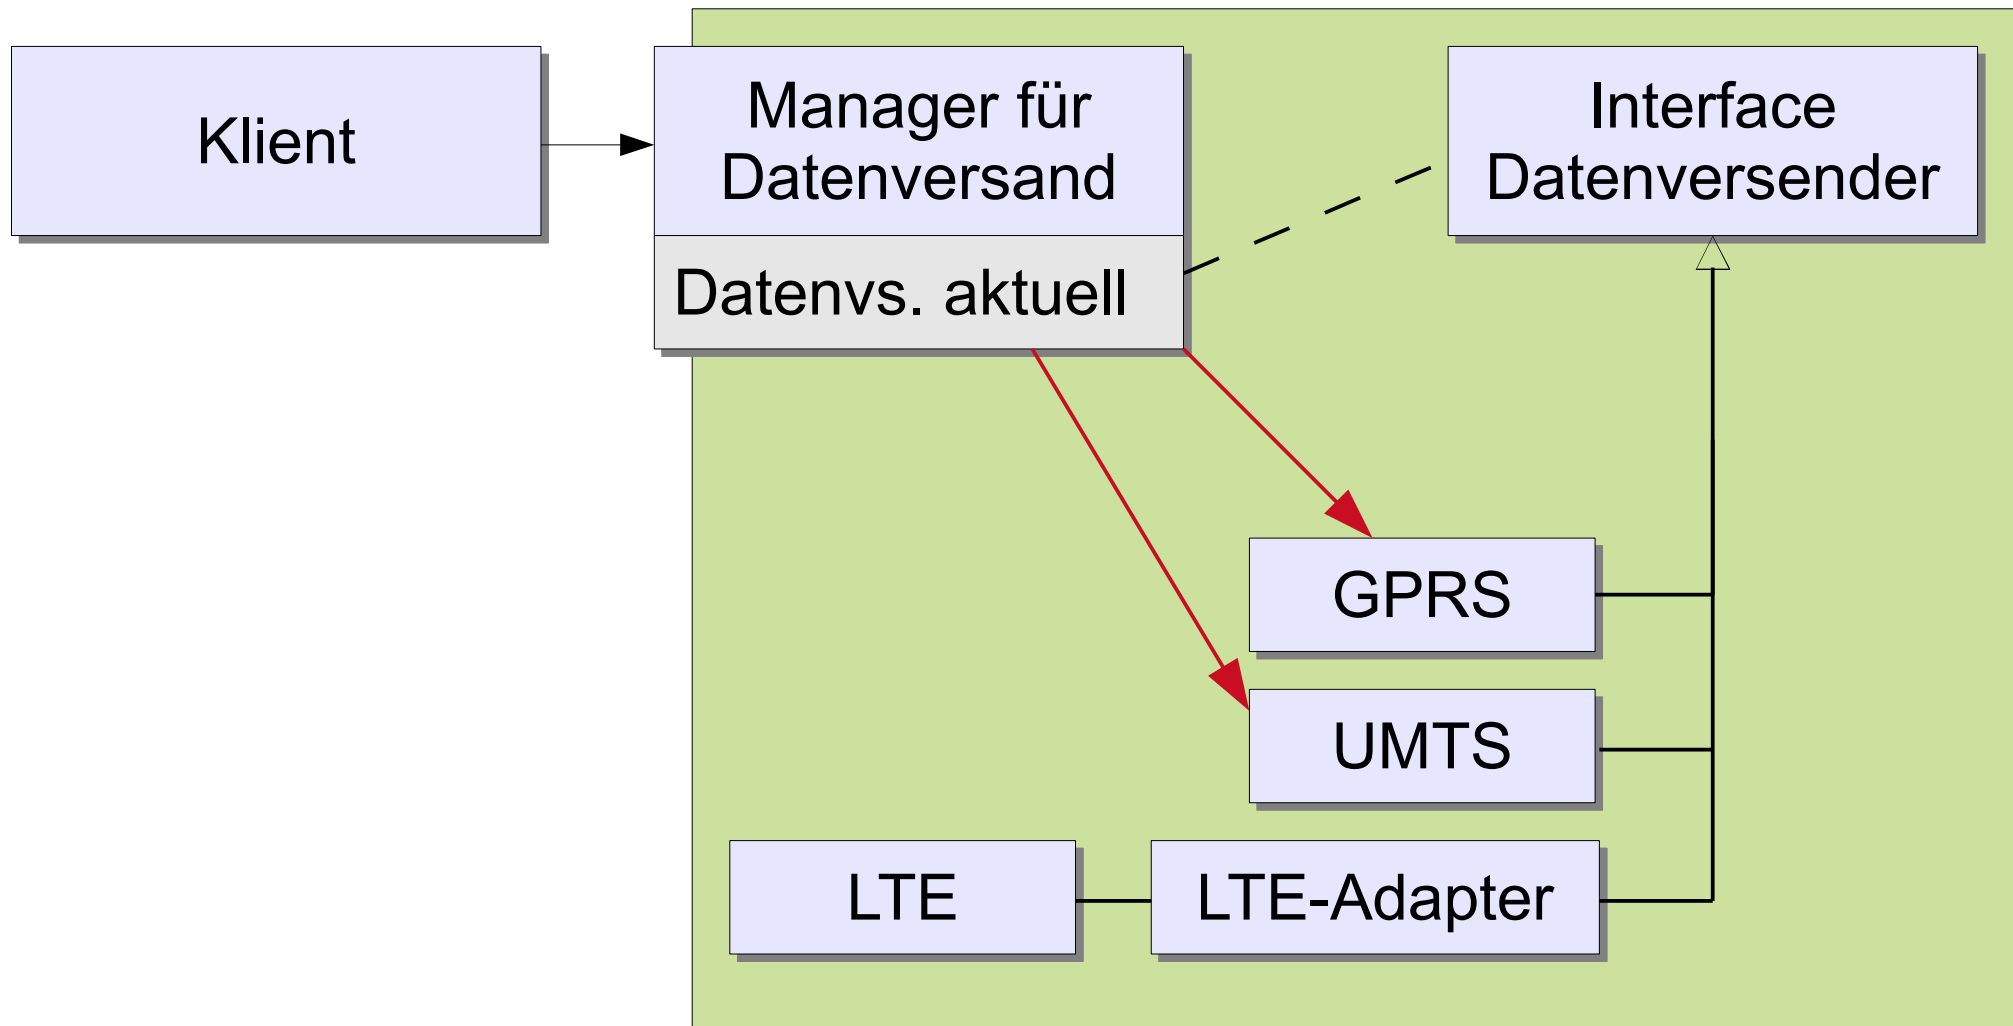 Klient
Manager für
Datenversand
Datenvs. aktuell
Interface
Datenversender
GPRS
UMTS
LTE
LTE-Adapter